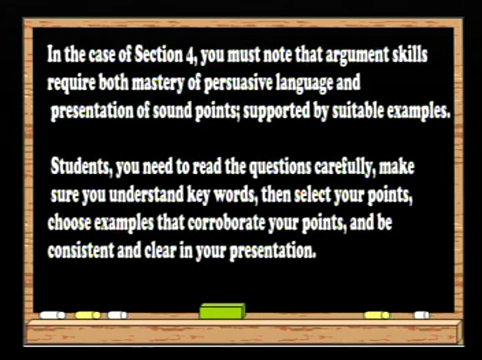 In the case of Section 4, you must note that argument skills
require both mastery of persuasive language and
presentation of sound points; supported by suitable examples.
Students, you need to read the questions carefully, make
sure you understand key words, then select your points,
choose examples that corroborate your points, and be
consistent and clear in your presentation.